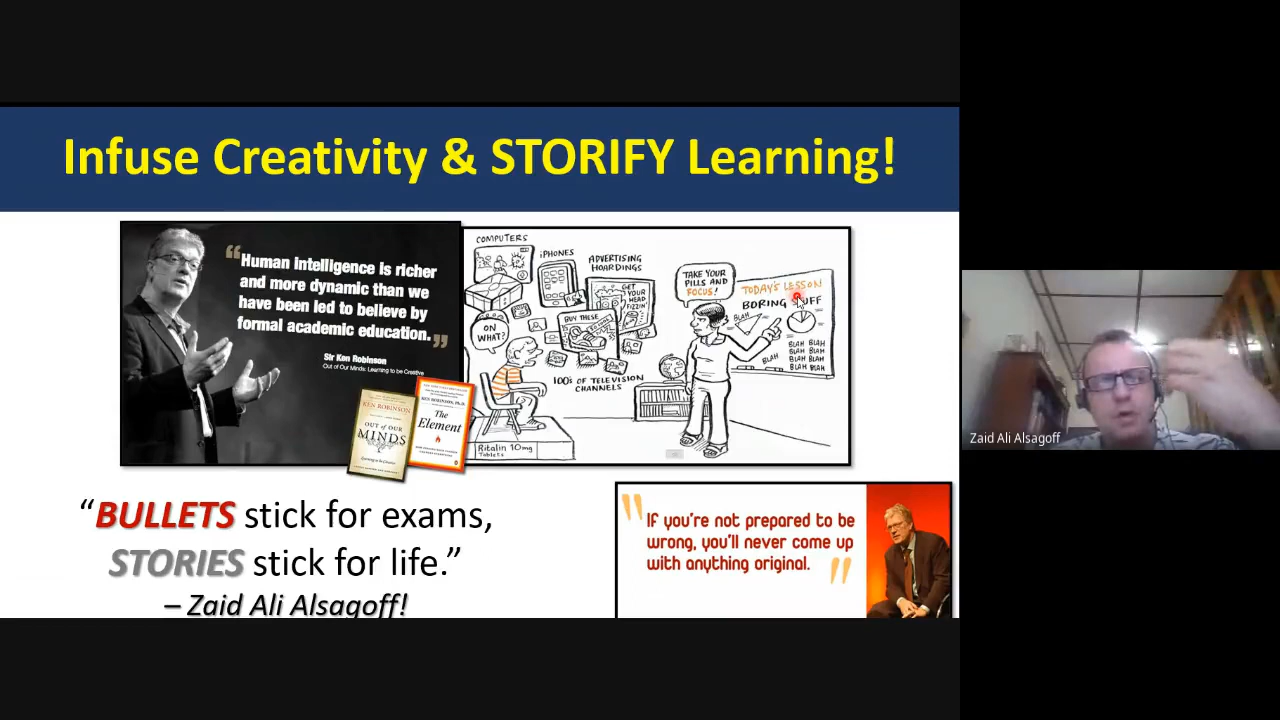 Infuse Creativity & STORIFY Learning!
“Human intelligence is richer
and more dynamic than we
have been led to believe by
formal academic education.”
Sir Ken Robinson
Out of Our Minds: Learning to be Creative
KEN ROBINSON
OUT of OUR
MINDS
KEN ROBINSON, Ph.D.
The
Element
COMPUTERS
iPHONES
ADVERTISING
HOARDINGS
GET
YOUR
HEAD
FIZZIN'
BUY THESE
ON
WHAT?
100's OF TELEVISION
CHANNELS
Ritalin 10mg
Tablets
TAKE YOUR
PILLS AND
FOCUS!
TODAY'S LESSON
BORING
BLAH
BLAH
BLAH BLAH
BLAH BLAH
BLAH BLAH
“BULLETS stick for exams,
STORIES stick for life.”
– Zaid Ali Alsagoff!
"If you're not prepared to be
wrong, you'll never come up
with anything original."
Zaid Ali Alsagoff